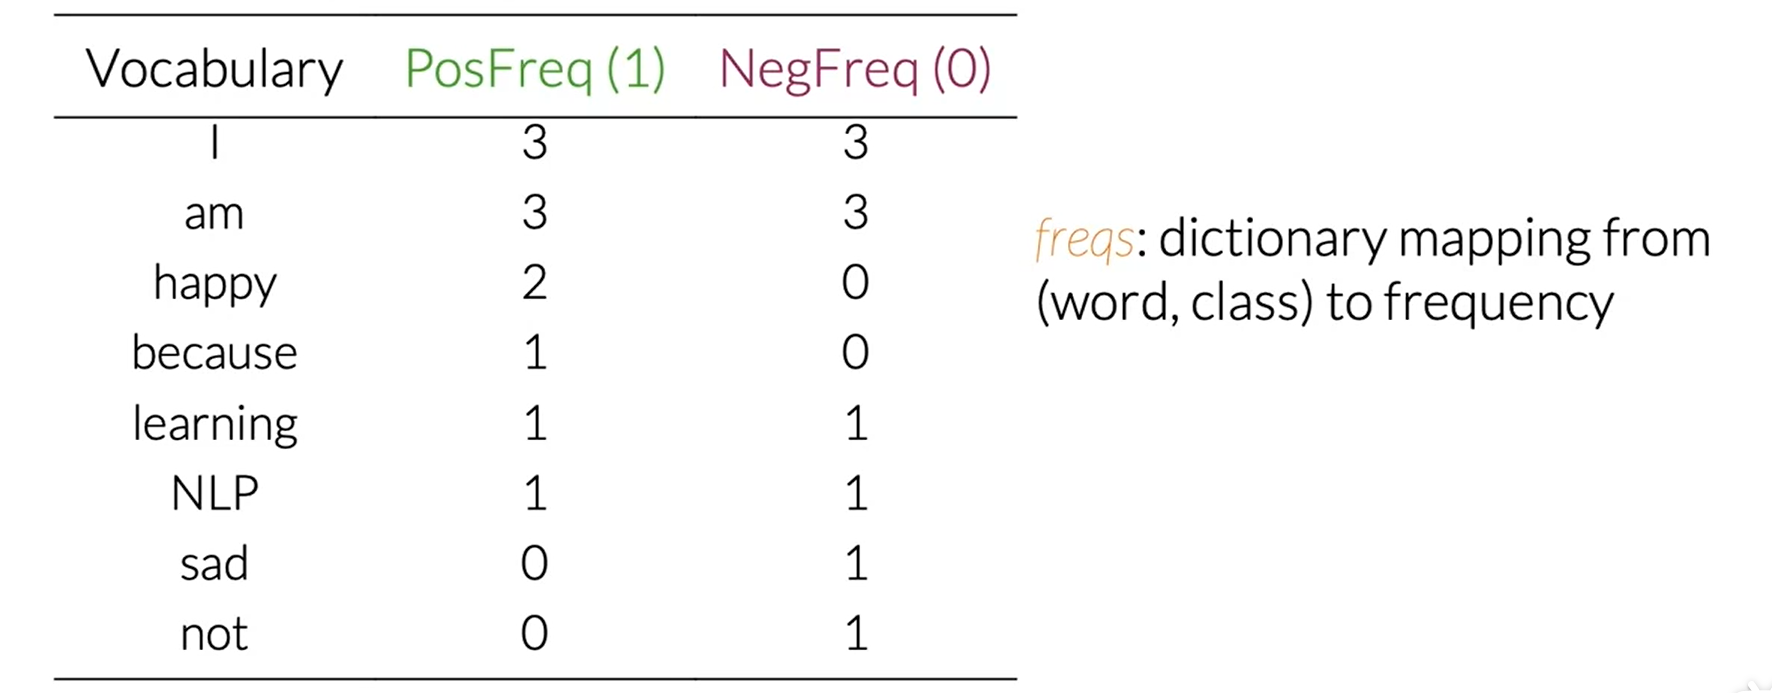 Vocabulary PosFreq (1) NegFreq (0)
I 3 3
am 3 3
happy 2 0
because 1 0
learning 1 1
NLP 1 1
sad 0 1
not 0 1
freqs: dictionary mapping from
(word, class) to frequency